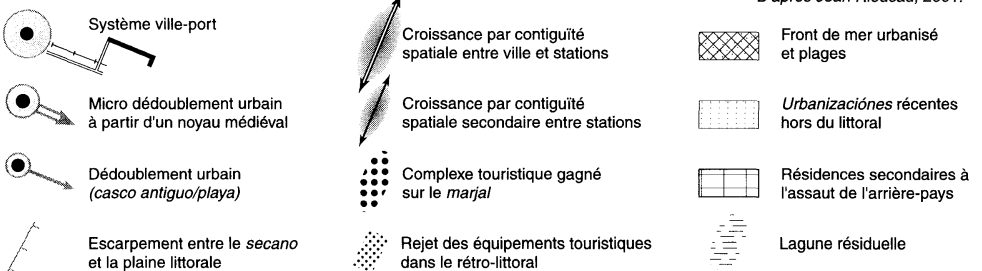 D'après Jean Rieucau, 2001.
Système ville-port
Micro dédoublement urbain
à partir d'un noyau médiéval
Dédoublement urbain
(casco antiguo/playa)
Escarpement entre le secano
et la plaine littorale
Croissance par contiguïté
spatiale entre ville et stations
Croissance par contiguïté
spatiale secondaire entre stations
Complexe touristique gagné
sur le marjal
Rejet des équipements touristiques
dans le rétro-littoral
Front de mer urbanisé
et plages
Urbanizaciónes récentes
hors du littoral
Résidences secondaires à
l'assaut de l'arrière-pays
Lagune résiduelle